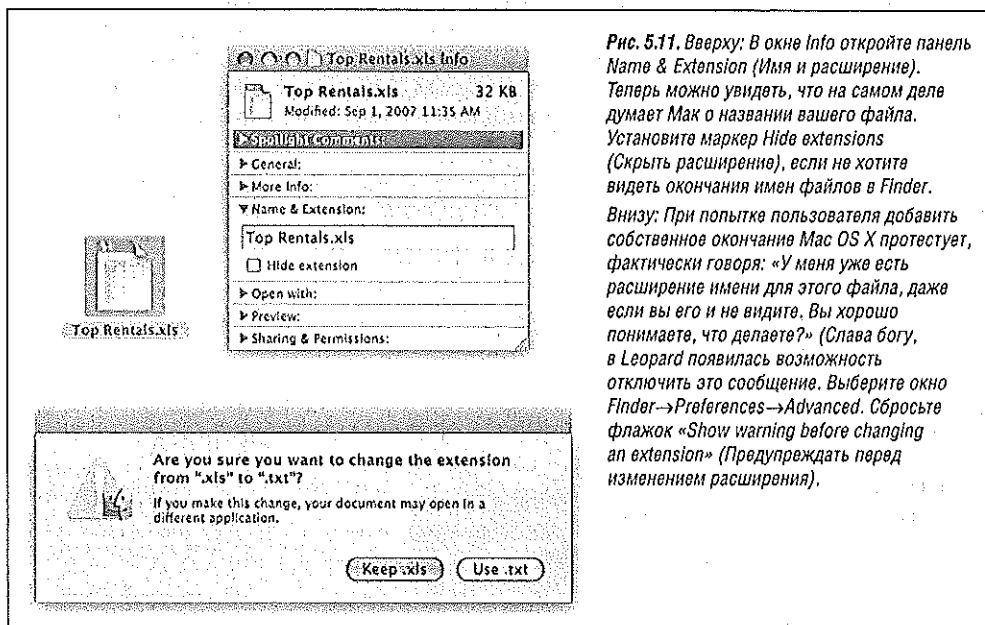 Top Rentals.xls Info
Top Rentals.xls 32 KB
Modified: Sep 1, 2007 11:35 AM
Spotlight Comments:
General:
More Info:
Name & Extension:
Top Rentals.xls
Hide extension
Open with:
Preview:
Sharing & Permissions:
Top Rentals.xls
Are you sure you want to change the extension
from ".xls" to ".txt"?
If you make this change, your document may open in a
different application.
Keep .xls Use .txt
Рис. 5.11. Вверху: В окне Info откройте панель
Name & Extension (Имя и расширение).
Теперь можно увидеть, что на самом деле
думает Мак о названии вашего файла.
Установите маркер Hide extensions
(Скрыть расширение), если не хотите
видеть окончания имен файлов в Finder.
Внизу: При попытке пользователя добавить
собственное окончание Mac OS X протестует,
фактически говоря: «У меня уже есть
расширение имени для этого файла, даже
если вы его и не видите. Вы хорошо
понимаете, что делаете?» (Слава богу,
в Leopard появилась возможность
отключить это сообщение. Выберите окно
Finder→Preferences→Advanced. Сбросьте
флажок «Show warning before changing
an extension» (Предупреждать перед
изменением расширения).